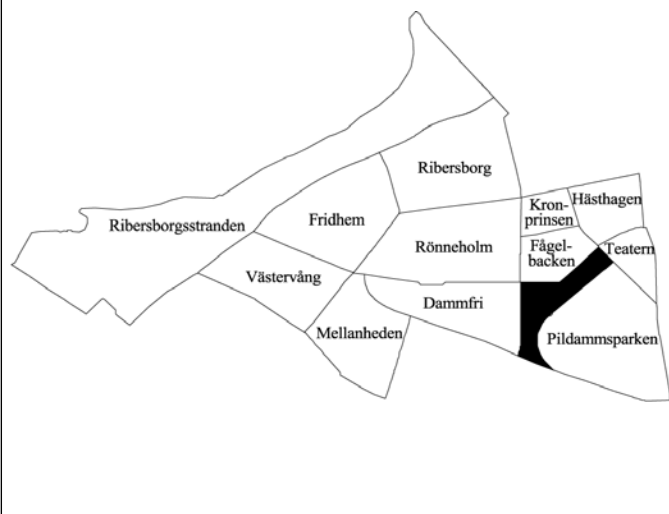 Ribersborg
Kron-
prinsen
Hästhagen
Ribersborgsstranden
Fridhem
Rönneholm
Fågel-
backen
Teatern
Västervång
Dammfri
Mellanheden
Pildammsparken